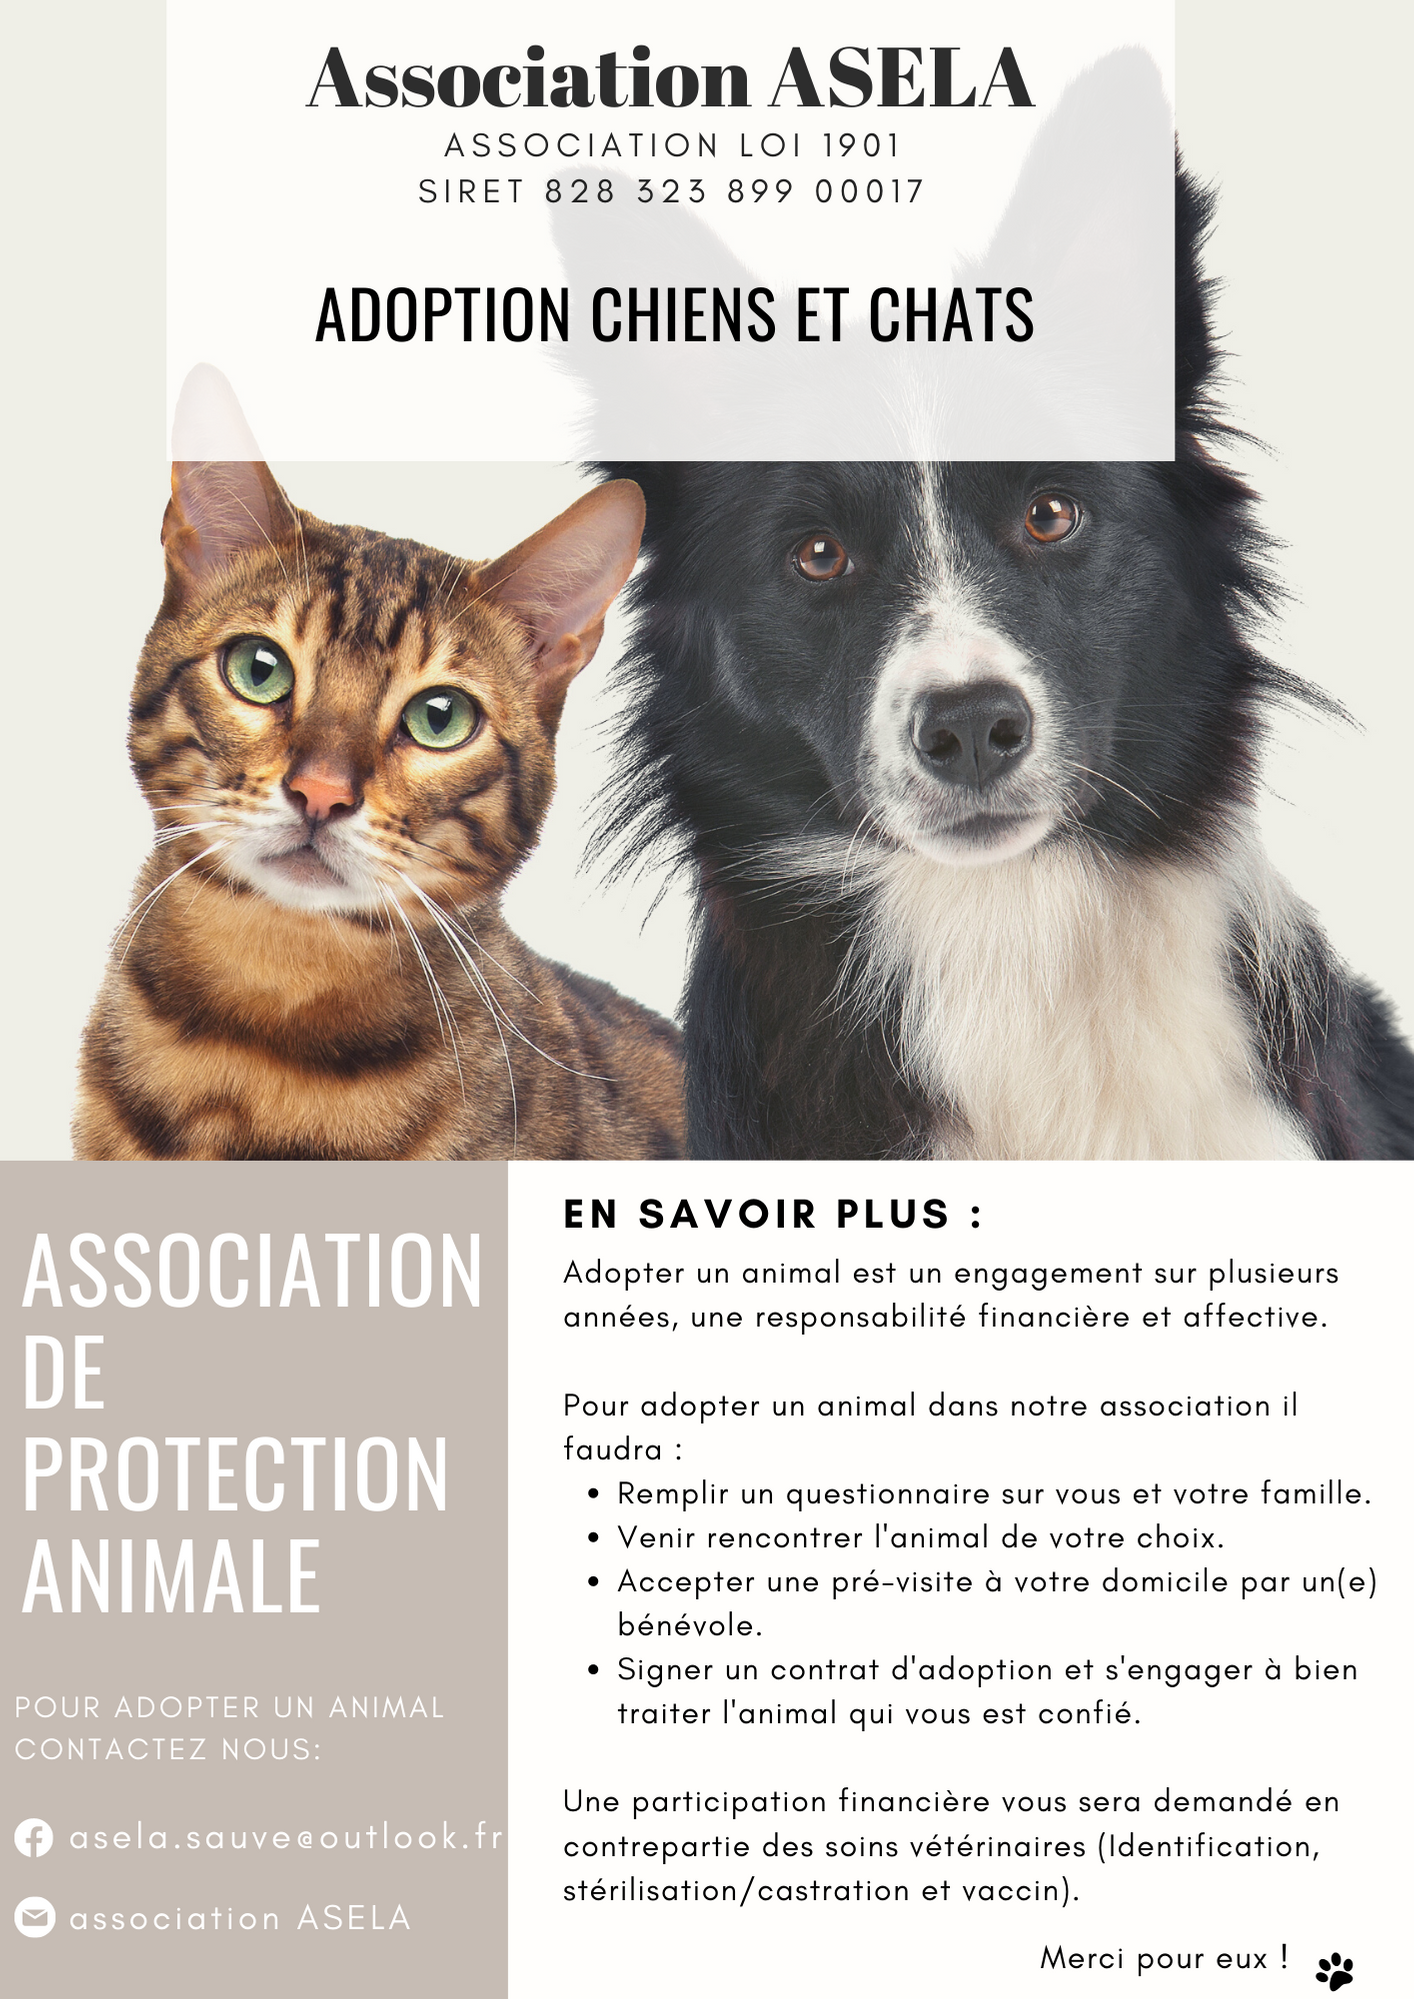 Association ASELA
ASSOCIATION LOI 1901
SIRET 828 323 899 00017
ADOPTION CHIENS ET CHATS
ASSOCIATION
DE
PROTECTION
ANIMALE
POUR ADOPTER UN ANIMAL
CONTACTEZ NOUS:
asela.sauve@outlook.fr
association ASELA
EN SAVOIR PLUS :
Adopter un animal est un engagement sur plusieurs
années, une responsabilité financière et affective.
Pour adopter un animal dans notre association il
faudra :
• Remplir un questionnaire sur vous et votre famille.
• Venir rencontrer l'animal de votre choix.
• Accepter une pré-visite à votre domicile par un(e)
bénévole.
• Signer un contrat d'adoption et s'engager à bien
traiter l'animal qui vous est confié.
Une participation financière vous sera demandé en
contrepartie des soins vétérinaires (Identification,
stérilisation/castration et vaccin).
Merci pour eux !